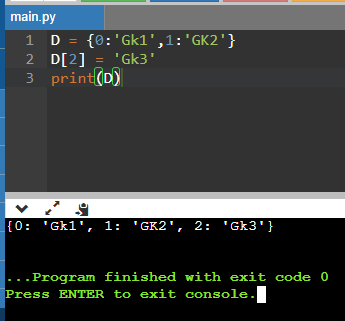 main.py
1 D = {0:'Gk1',1:'GK2'}
2 D[2] = 'Gk3'
3 print(D)
{0: 'Gk1', 1: 'GK2', 2: 'Gk3'}
...Program finished with exit code 0
Press ENTER to exit console.